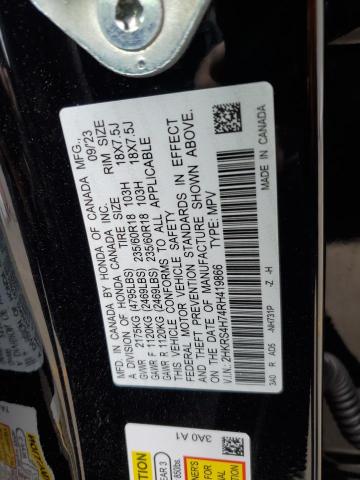 MFD. IN CANADA BY HONDA OF CANADA MFG.,
A DIVISION OF HONDA CANADA INC. 09/'23
TIRE SIZE RIM SIZE
GVWR 2175KG (4795LBS)
GAWR F 1120KG (2469LBS) 235/60R18 103H 18X7.5J
GAWR R 1120KG (2469LBS) 235/60R18 103H 18X7.5J
THIS VEHICLE CONFORMS TO ALL APPLICABLE
FEDERAL MOTOR VEHICLE SAFETY
AND THEFT PREVENTION STANDARDS IN EFFECT
ON THE DATE OF MANUFACTURE SHOWN ABOVE.
V.I.N.: 2HKRS4H74RH419866 TYPE: MPV
3A0 R AD5 -NH731P -Z -H
MADE IN CANADA
3A0 A1